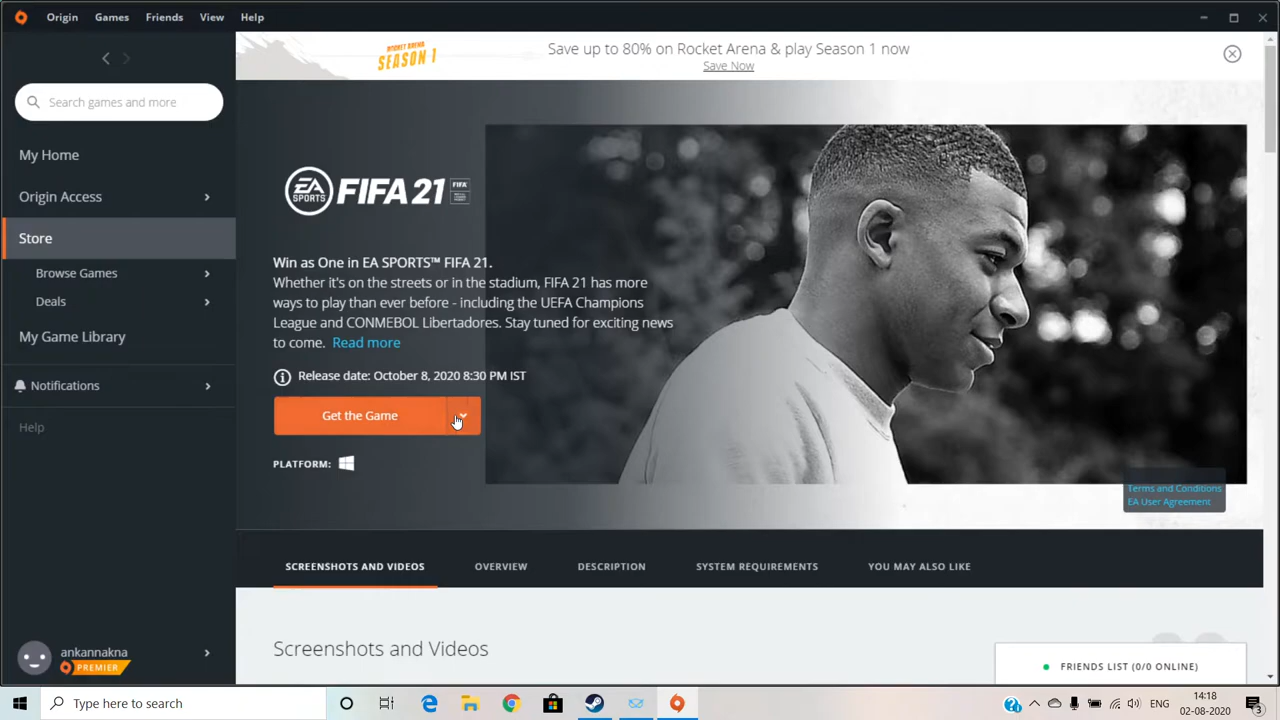 Origin Games Friends View Help
ROCKET ARENA
SEASON 1
Save up to 80% on Rocket Arena & play Season 1 now
Save Now
Search games and more
My Home
Origin Access
Store
Browse Games
Deals
My Game Library
Notifications
Help
ankannakna
PREMIER
EA SPORTS FIFA 21 FIFA
Win as One in EA SPORTS™ FIFA 21.
Whether it's on the streets or in the stadium, FIFA 21 has more
ways to play than ever before - including the UEFA Champions
League and CONMEBOL Libertadores. Stay tuned for exciting news
to come. Read more
Release date: October 8, 2020 8:30 PM IST
Get the Game
PLATFORM:
Terms and Conditions
EA User Agreement
SCREENSHOTS AND VIDEOS OVERVIEW DESCRIPTION SYSTEM REQUIREMENTS YOU MAY ALSO LIKE
Screenshots and Videos
FRIENDS LIST (0/0 ONLINE)
Type here to search
ENG
14:18
02-08-2020
3